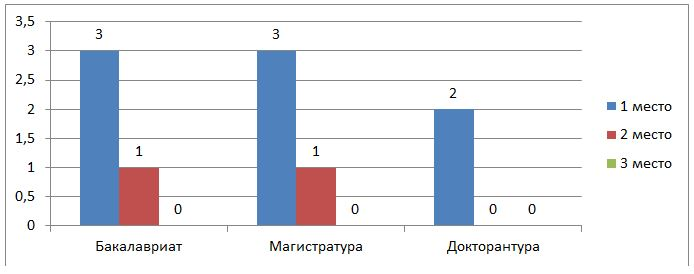 3,5
3
2,5
2
1,5
1
0,5
0
3
1
0
3
1
0
2
0
0
Бакалавриат
Магистратура
Докторантура
1 место
2 место
3 место